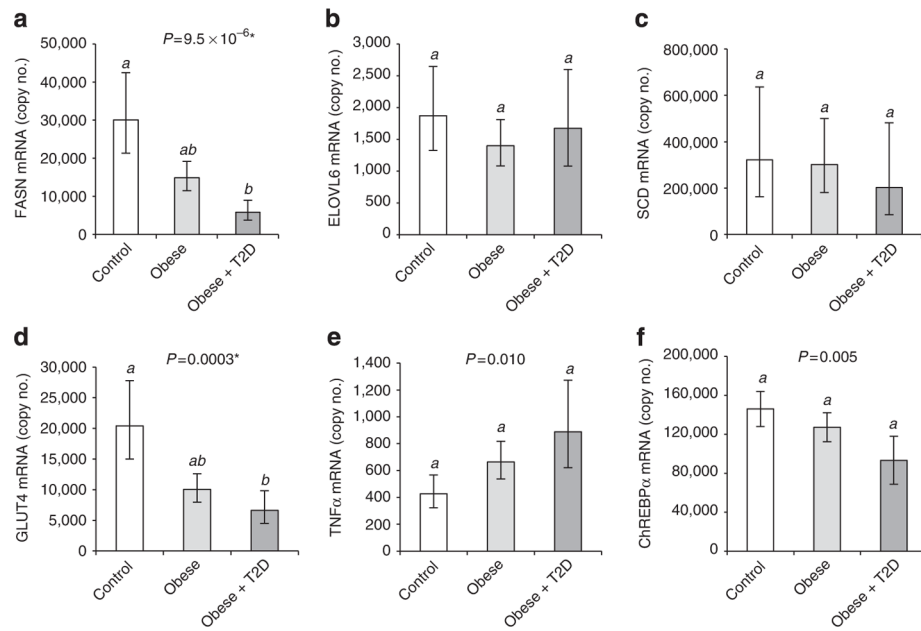 a
P=9.5×10⁻⁶*
FASN mRNA (copy no.)
50,000
40,000
30,000
20,000
10,000
0
a
ab
b
Control
Obese
Obese + T2D
b
ELOVL6 mRNA (copy no.)
3,000
2,500
2,000
1,500
1,000
500
0
a
a
a
Control
Obese
Obese + T2D
c
SCD mRNA (copy no.)
800,000
600,000
400,000
200,000
0
a
a
a
Control
Obese
Obese + T2D
d
P=0.0003*
GLUT4 mRNA (copy no.)
30,000
25,000
20,000
15,000
10,000
5,000
0
a
ab
b
Control
Obese
Obese + T2D
e
P=0.010
TNFα mRNA (copy no.)
1,400
1,200
1,000
800
600
400
200
0
a
a
a
Control
Obese
Obese + T2D
f
P=0.005
ChREBPα mRNA (copy no.)
200,000
160,000
120,000
80,000
40,000
0
a
a
a
Control
Obese
Obese + T2D